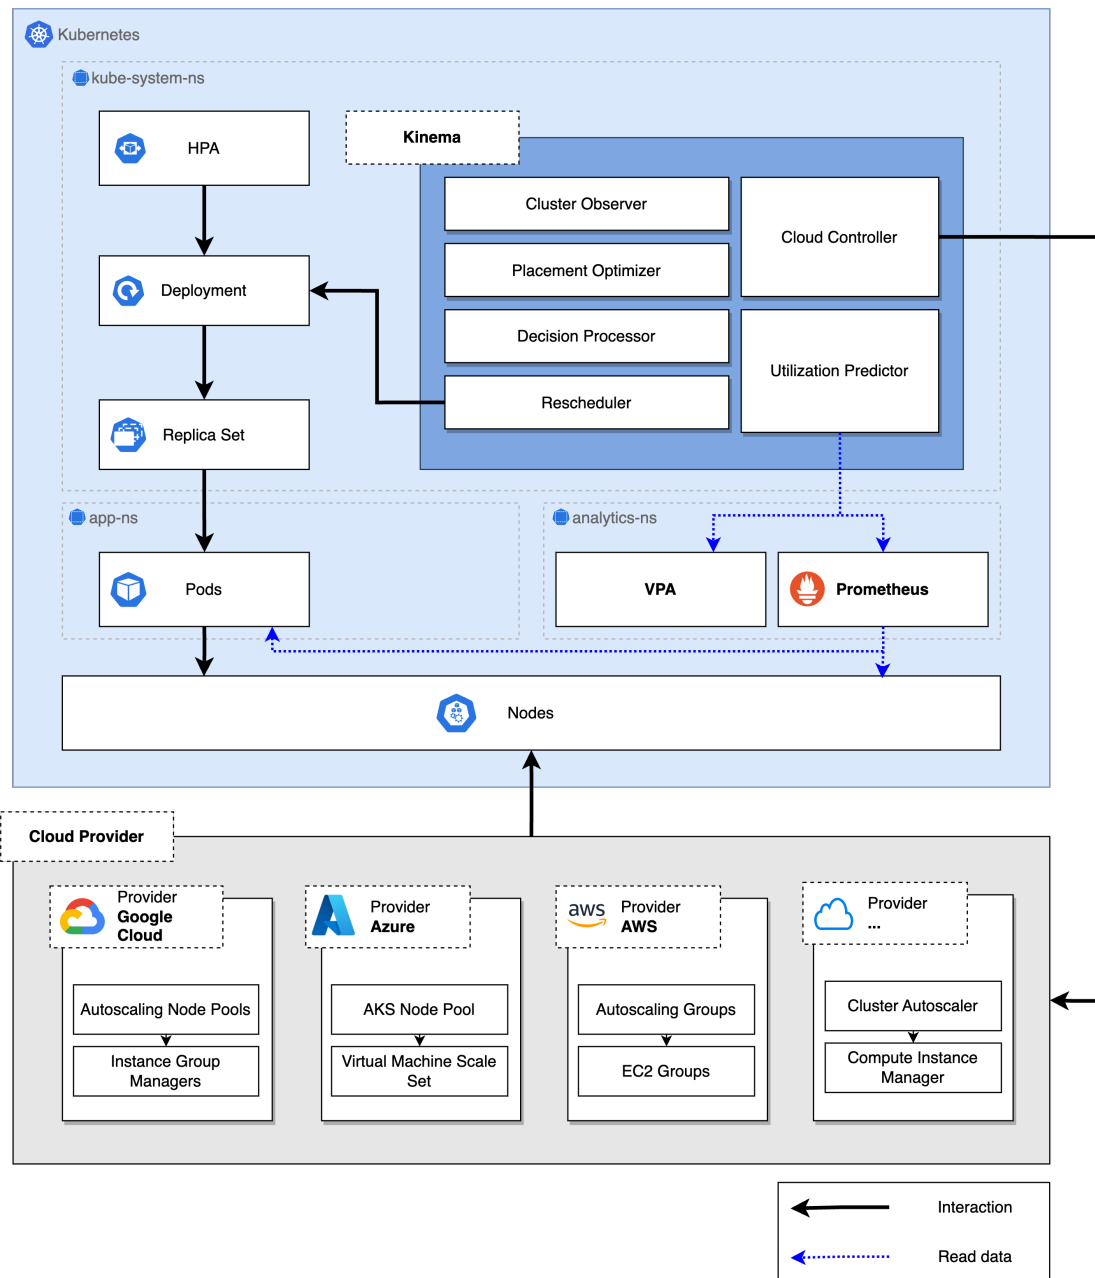 Kubernetes
kube-system-ns
HPA
Kinema
Cluster Observer
Cloud Controller
Placement Optimizer
Deployment
Decision Processor
Utilization Predictor
Rescheduler
Replica Set
app-ns
analytics-ns
Pods
VPA
Prometheus
Nodes
Cloud Provider
Provider
Google
Cloud
Provider
Azure
aws
Provider
AWS
Provider
...
Autoscaling Node Pools
Instance Group
Managers
AKS Node Pool
Virtual Machine Scale
Set
Autoscaling Groups
EC2 Groups
Cluster Autoscaler
Compute Instance
Manager
Interaction
Read data